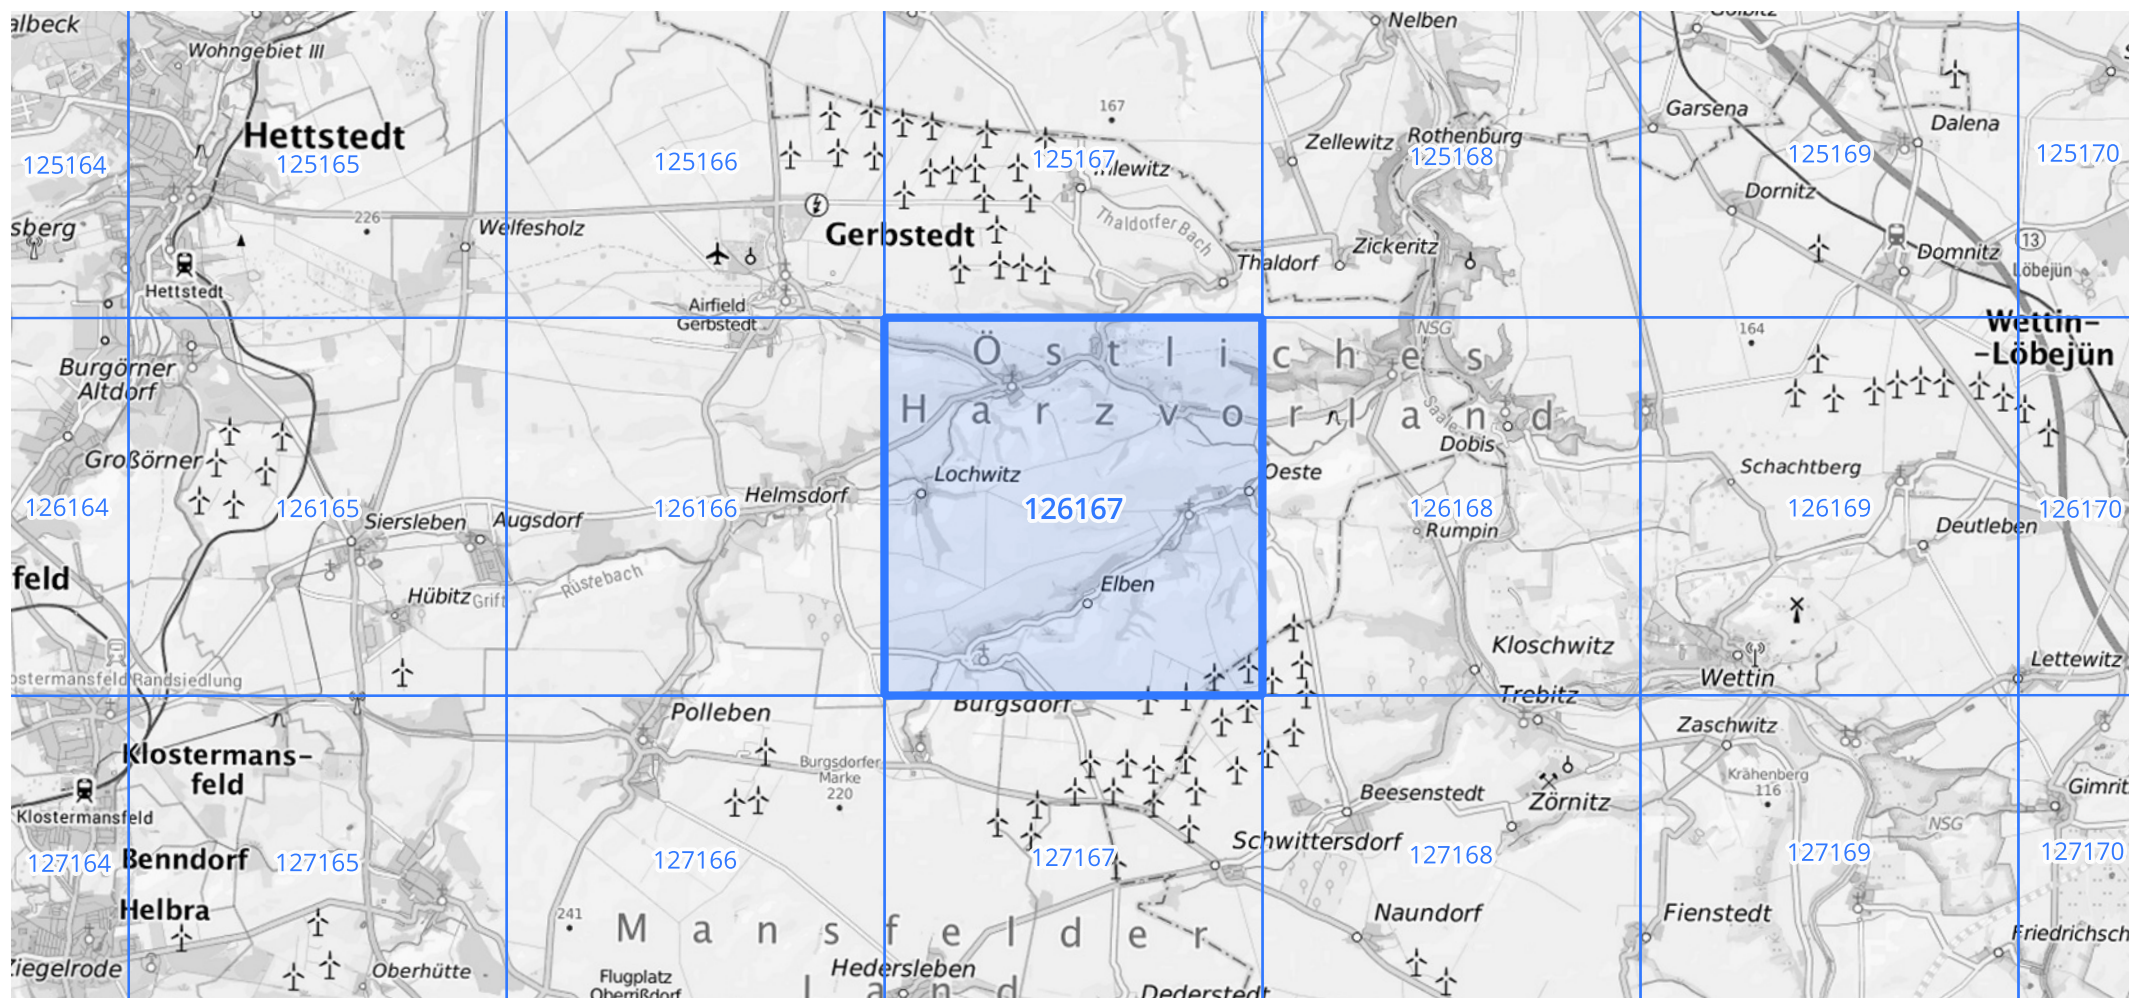 albeck
Wohngebiet III
Nelben
167
Hettstedt
Garsena
Dalena
Zellewitz
Rothenburg
125164
125165
125166
125167
125168
125169
125170
Dornitz
226
Welfesholz
sberg
Gerbstedt
Thaldorfer Bach
Zickeritz
Thaldorf
13
Domnitz
Löbejün
Hettstedt
Airfield
Gerbstedt
NSG
164
Wettin-
-Löbejün
Östliches
Harzvorland
Burgörner
Altdorf
Saale
Dobis
Großörner
Lochwitz
Oeste
Schachtberg
Helmsdorf
126164
126165
126166
126167
126168
126169
126170
Siersleben
Augsdorf
Rumpin
Deutleben
feld
Elben
Hübitz
Grift
Kloschwitz
Lettewitz
ostermansfeld Randsiedlung
Wettin
Trebitz
Burgsdorf
Polleben
Zaschwitz
Klostermans-
feld
Burgsdorfer
Marke
220
Krähenberg
116
Gimrit
Beesenstedt
Zörnitz
Klostermansfeld
NSG
Schwittersdorf
Benndorf
127164
127165
127166
127167
127168
127169
127170
Helbra
241
Mansfelder
Land
Naundorf
Fienstedt
Friedrichsch
Ziegelrode
Oberhütte
Hedersleben
Flugplatz
Oberrißdorf
Dederstedt